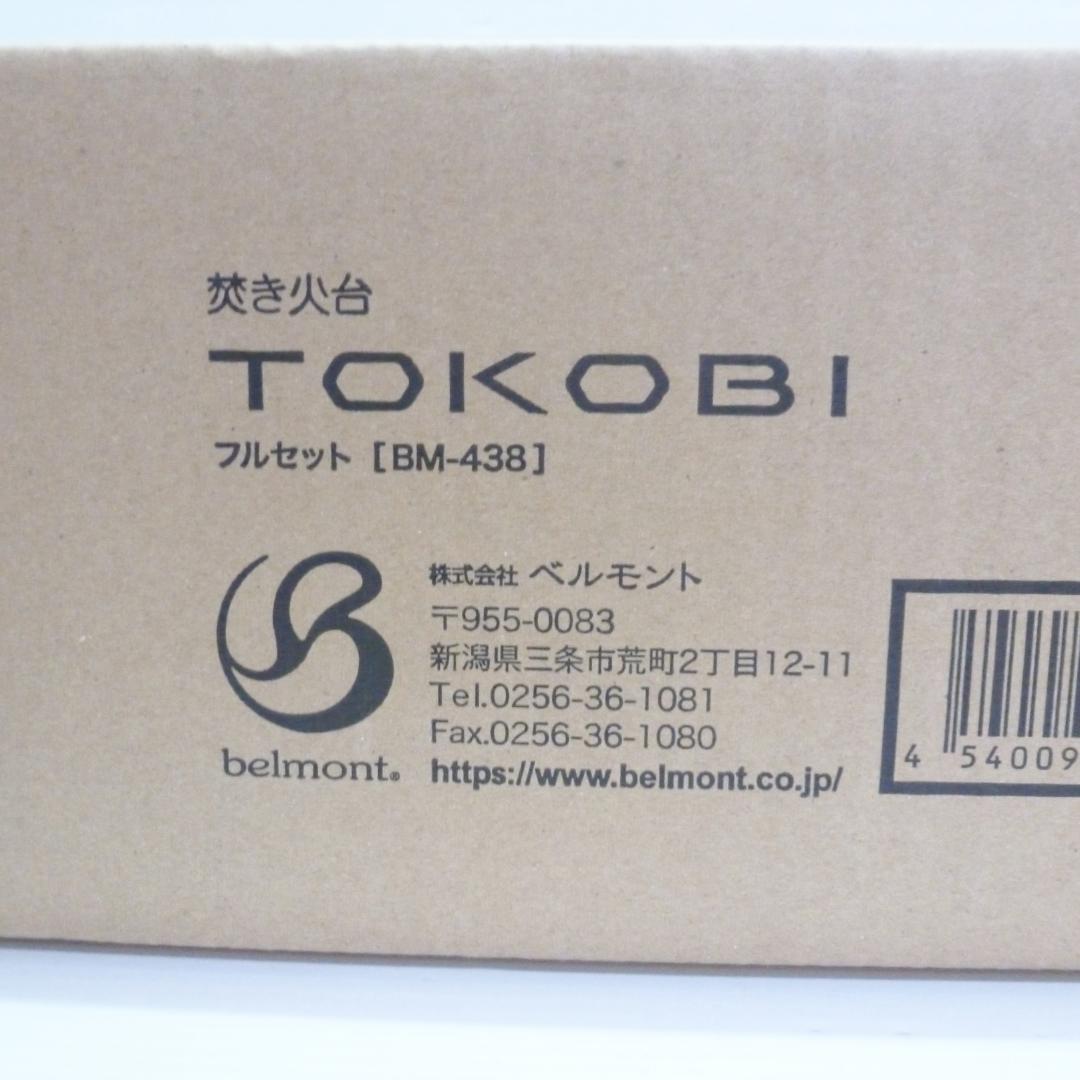 焚き火台
TOKOBI
フルセット [BM-438]
株式会社 ベルモント
〒955-0083
新潟県三条市荒町2丁目12-11
Tel.0256-36-1081
Fax.0256-36-1080
belmont®
https://www.belmont.co.jp/
4 54009